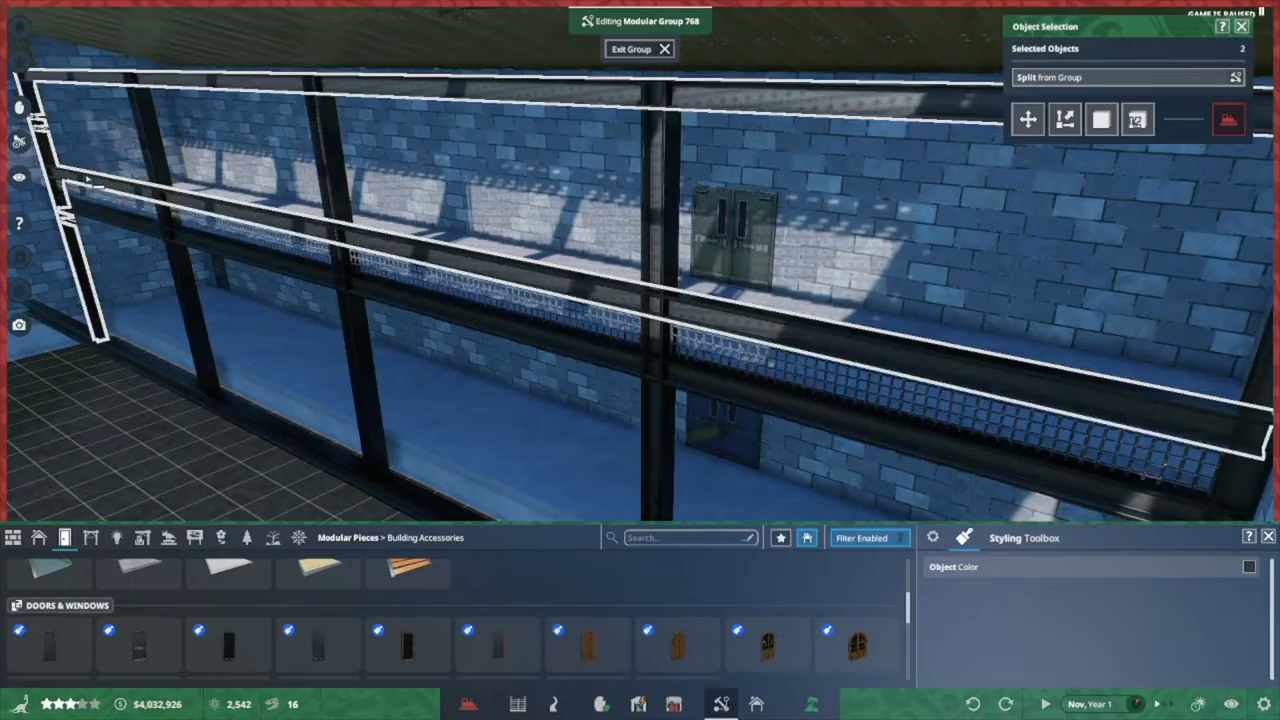 Editing Modular Group 768
GAME IS PAUSED
Exit Group
Object Selection
?
Selected Objects 2
Split from Group
?
Modular Pieces > Building Accessories
Search...
Filter Enabled
Styling Toolbox
?
Object Color
DOORS & WINDOWS
$4,032,926
2,542
16
Nov, Year 1